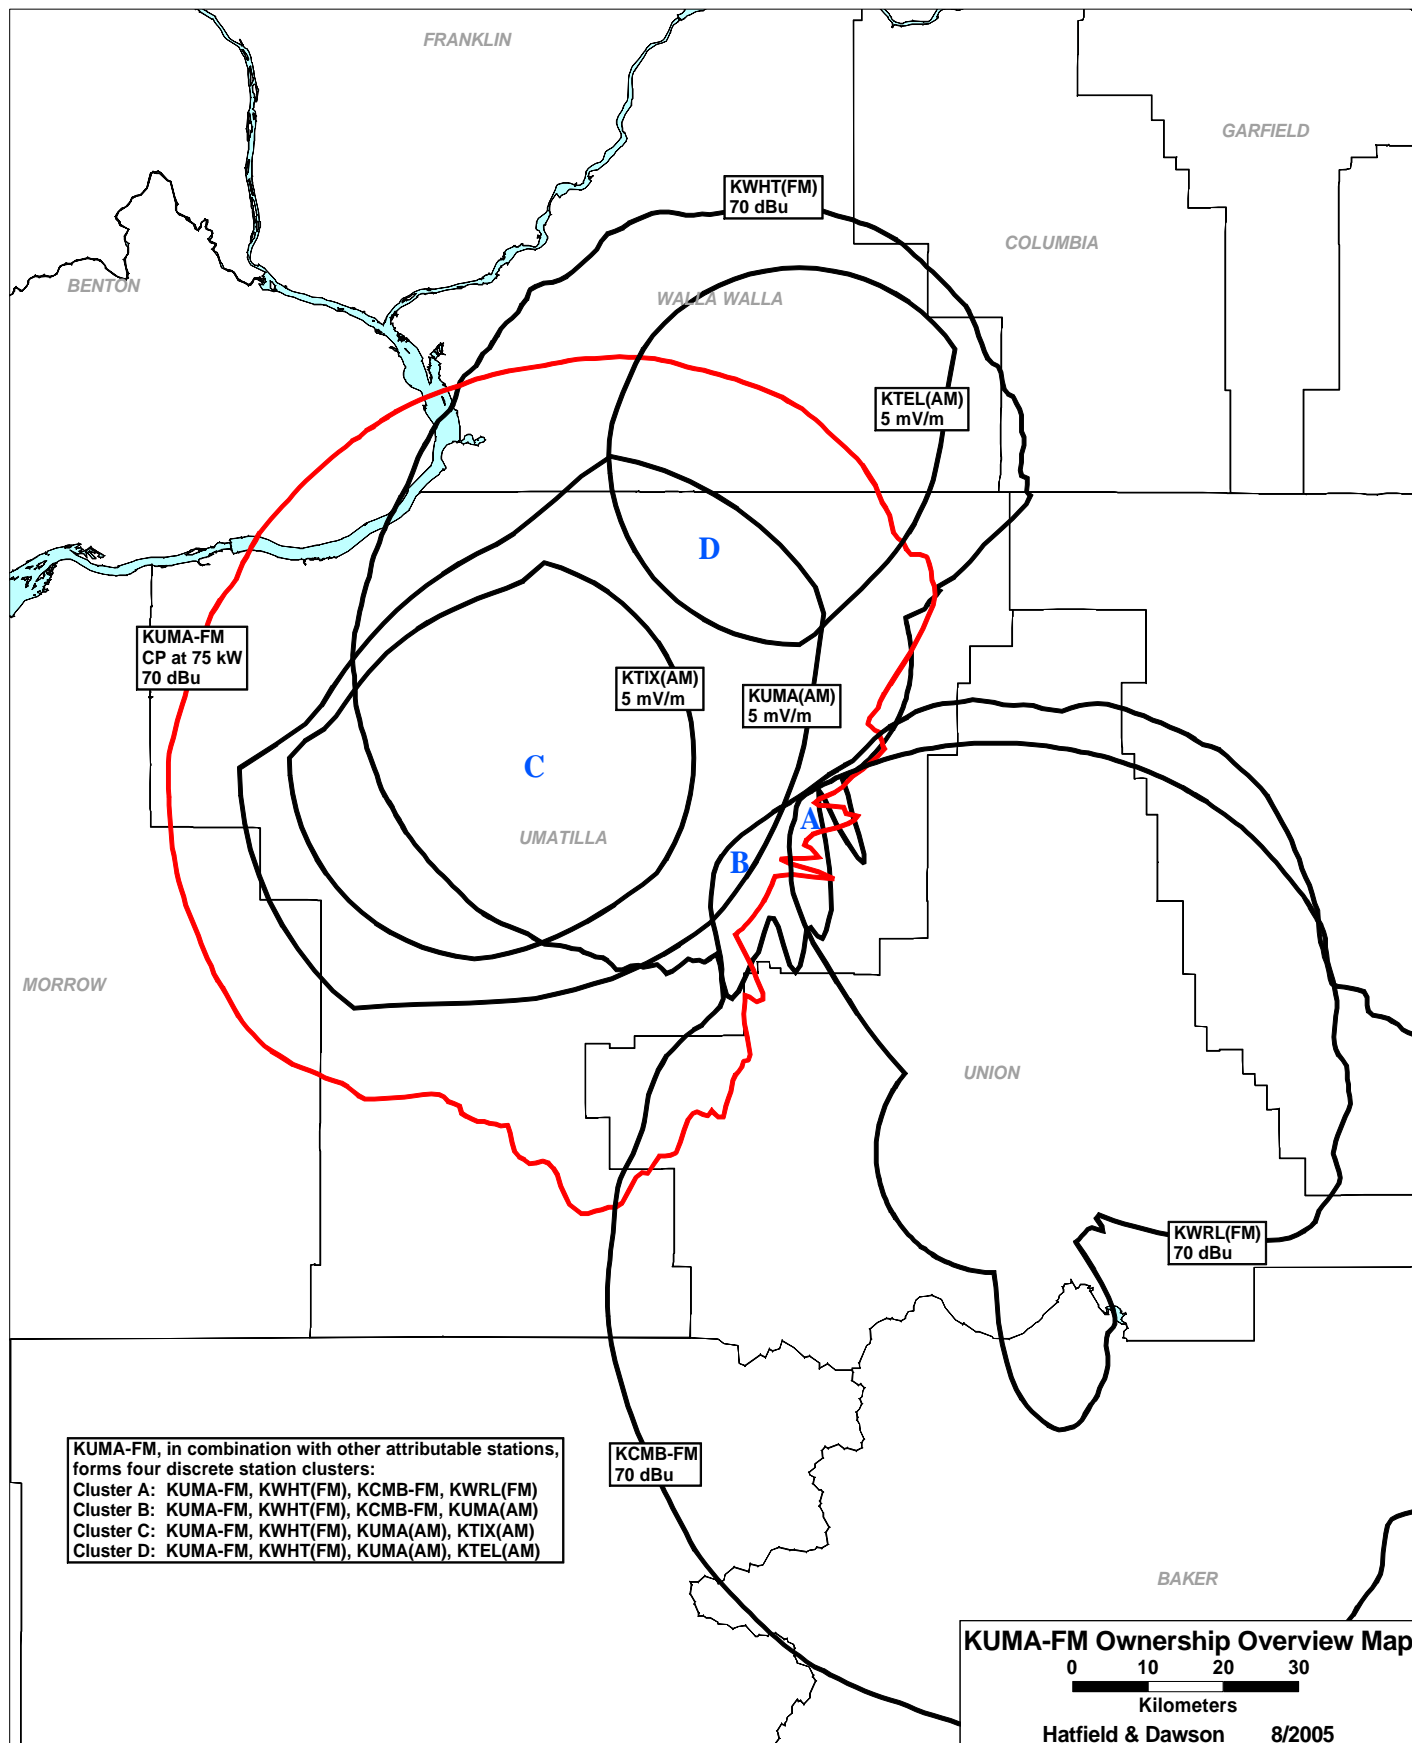 FRANKLIN
GARFIELD
KWHT(FM)
70 dBu
COLUMBIA
BENTON
WALLA WALLA
KTEL(AM)
5 mV/m
D
KUMA-FM
CP at 75 kW
70 dBu
KTIX(AM)
5 mV/m
KUMA(AM)
5 mV/m
C
A
UMATILLA
B
MORROW
UNION
KWRL(FM)
70 dBu
KCMB-FM
70 dBu
KUMA-FM, in combination with other attributable stations,
forms four discrete station clusters:
Cluster A: KUMA-FM, KWHT(FM), KCMB-FM, KWRL(FM)
Cluster B: KUMA-FM, KWHT(FM), KCMB-FM, KUMA(AM)
Cluster C: KUMA-FM, KWHT(FM), KUMA(AM), KTIX(AM)
Cluster D: KUMA-FM, KWHT(FM), KUMA(AM), KTEL(AM)
BAKER
KUMA-FM Ownership Overview Map
0 10 20 30
Kilometers
Hatfield & Dawson 8/2005